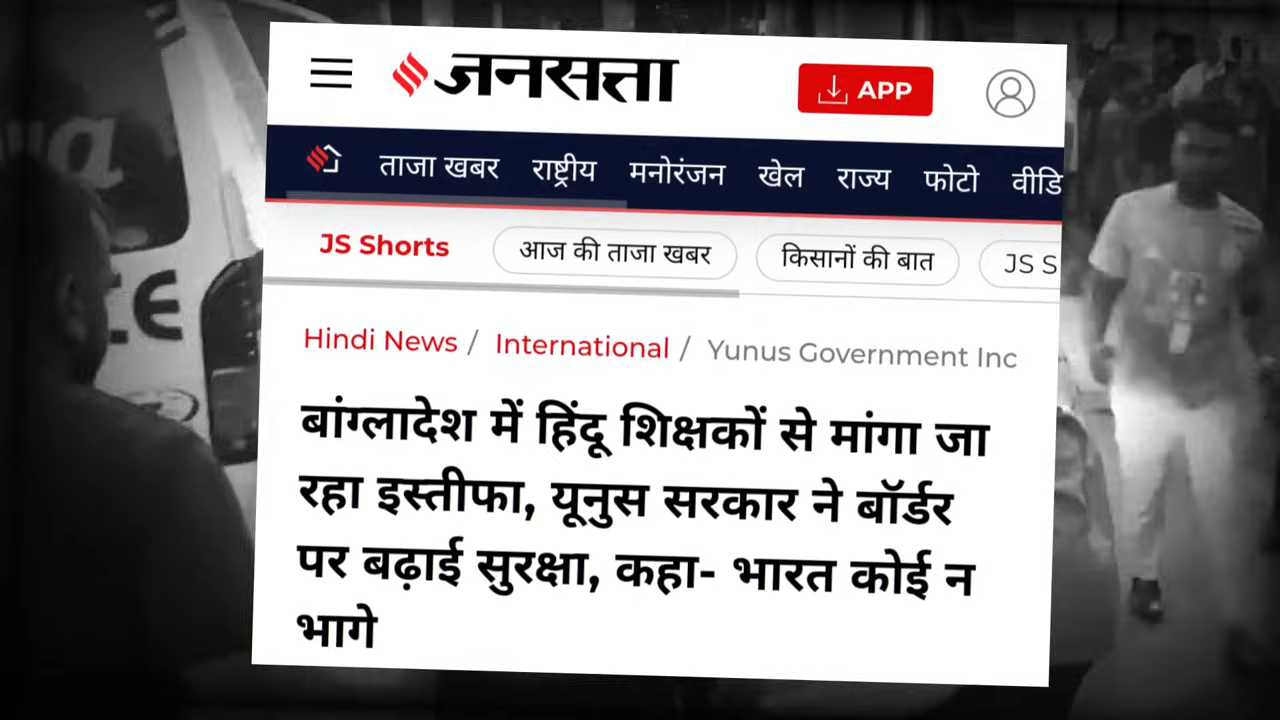 जनसत्ता
APP
ताजा खबर राष्ट्रीय मनोरंजन खेल राज्य फोटो वीडि
JS Shorts आज की ताजा खबर किसानों की बात JS S
Hindi News / International / Yunus Government Inc
बांग्लादेश में हिंदू शिक्षकों से मांगा जा
रहा इस्तीफा, यूनुस सरकार ने बॉर्डर
पर बढ़ाई सुरक्षा, कहा- भारत कोई न
भागे